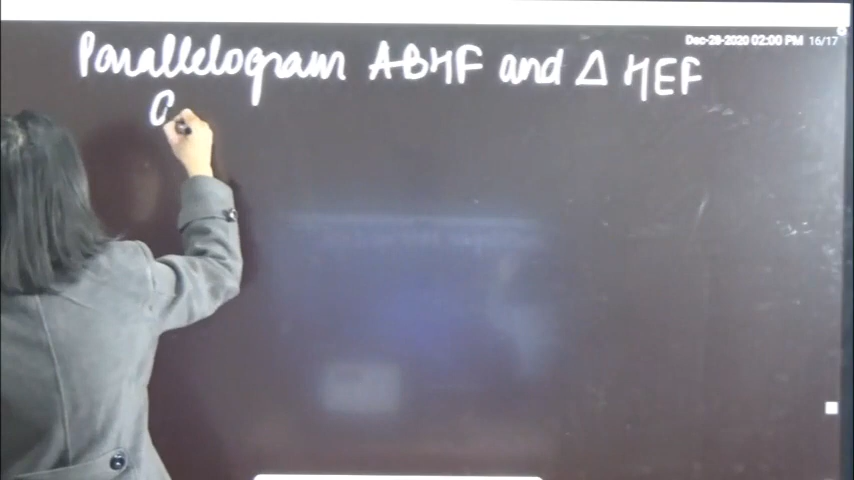 Dec-28-2020 02:00 PM 16/17
Parallelogram ABMF and Δ MEF